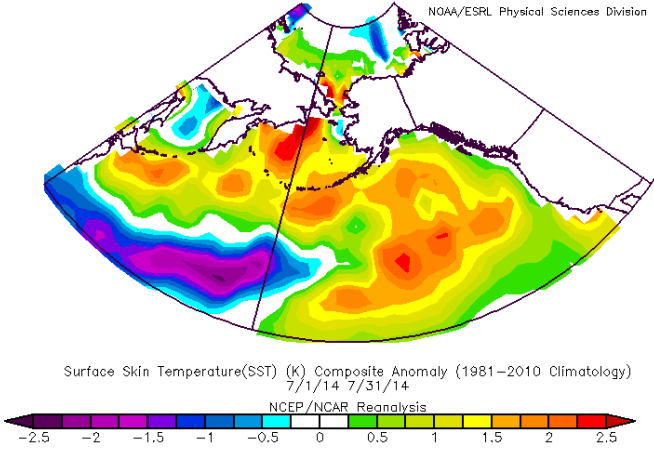 NOAA/ESRL Physical Sciences Division
Surface Skin Temperature(SST) (K) Composite Anomaly (1981-2010 Climatology)
7/1/14 7/31/14
NCEP/NCAR Reanalysis
-2.5 -2 -1.5 -1 -0.5 0 0.5 1 1.5 2 2.5